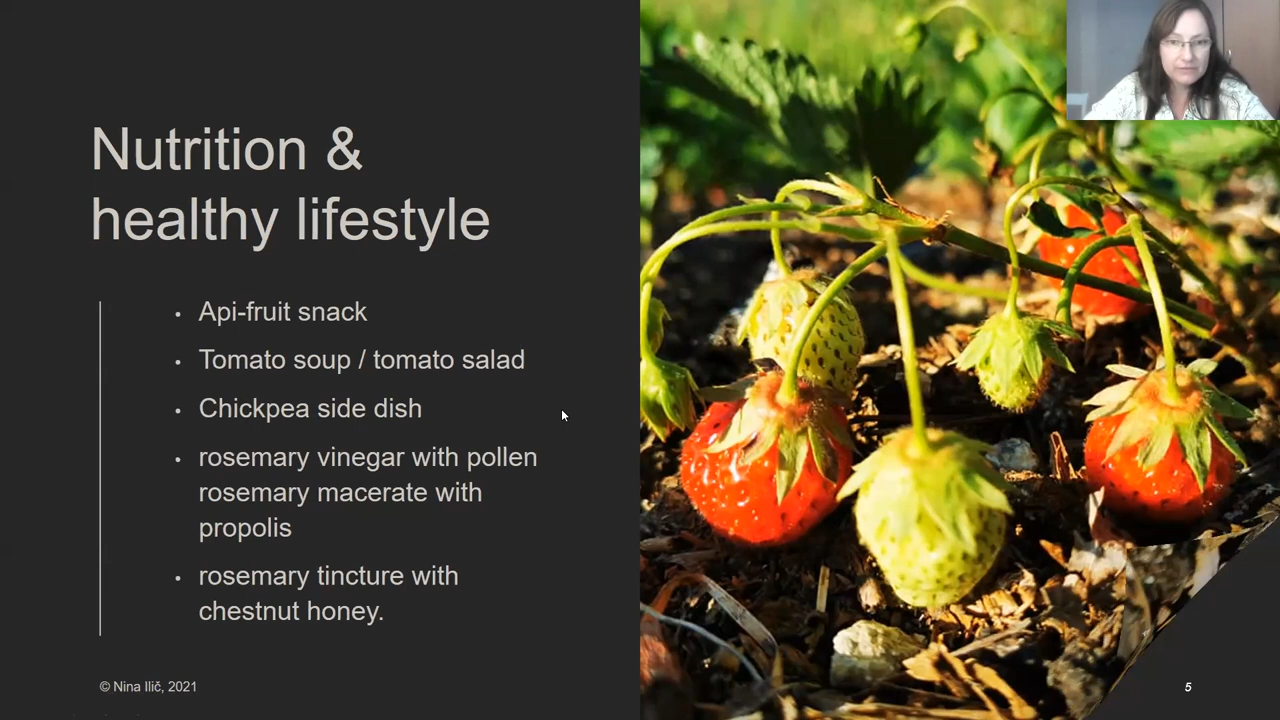 Nutrition &
healthy lifestyle
• Api-fruit snack
• Tomato soup / tomato salad
• Chickpea side dish
• rosemary vinegar with pollen
rosemary macerate with
propolis
• rosemary tincture with
chestnut honey.
© Nina Ilič, 2021
5